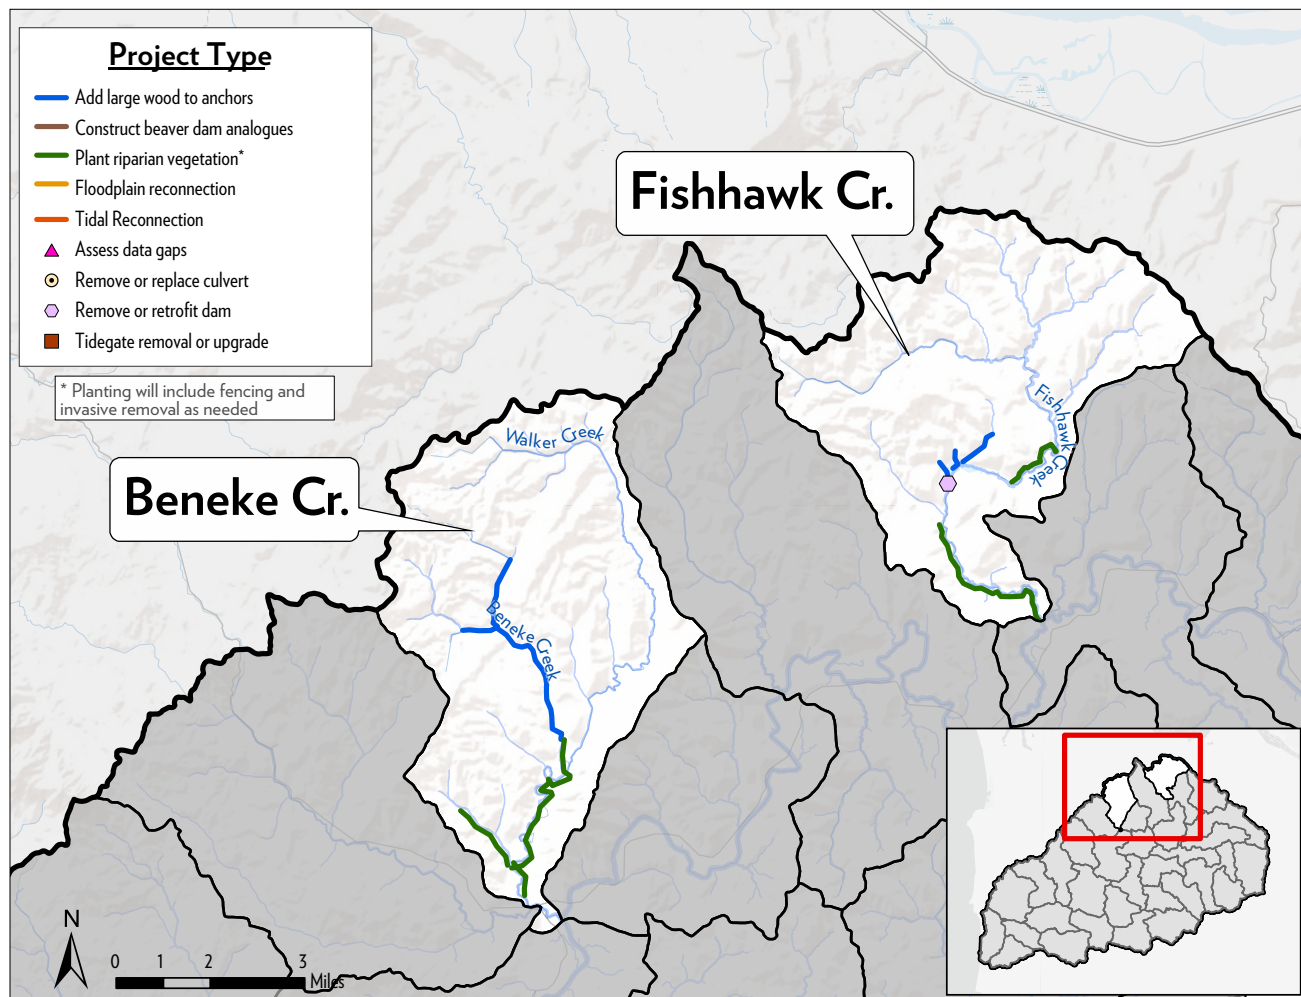 Project Type
Add large wood to anchors
Construct beaver dam analogues
Plant riparian vegetation*
Floodplain reconnection
Tidal Reconnection
Assess data gaps
Remove or replace culvert
Remove or retrofit dam
Tidegate removal or upgrade
* Planting will include fencing and
invasive removal as needed
Fishhawk Cr.
Fishhawk Creek
Walker Creek
Beneke Cr.
Beneke Creek
N
0 1 2 3
Miles